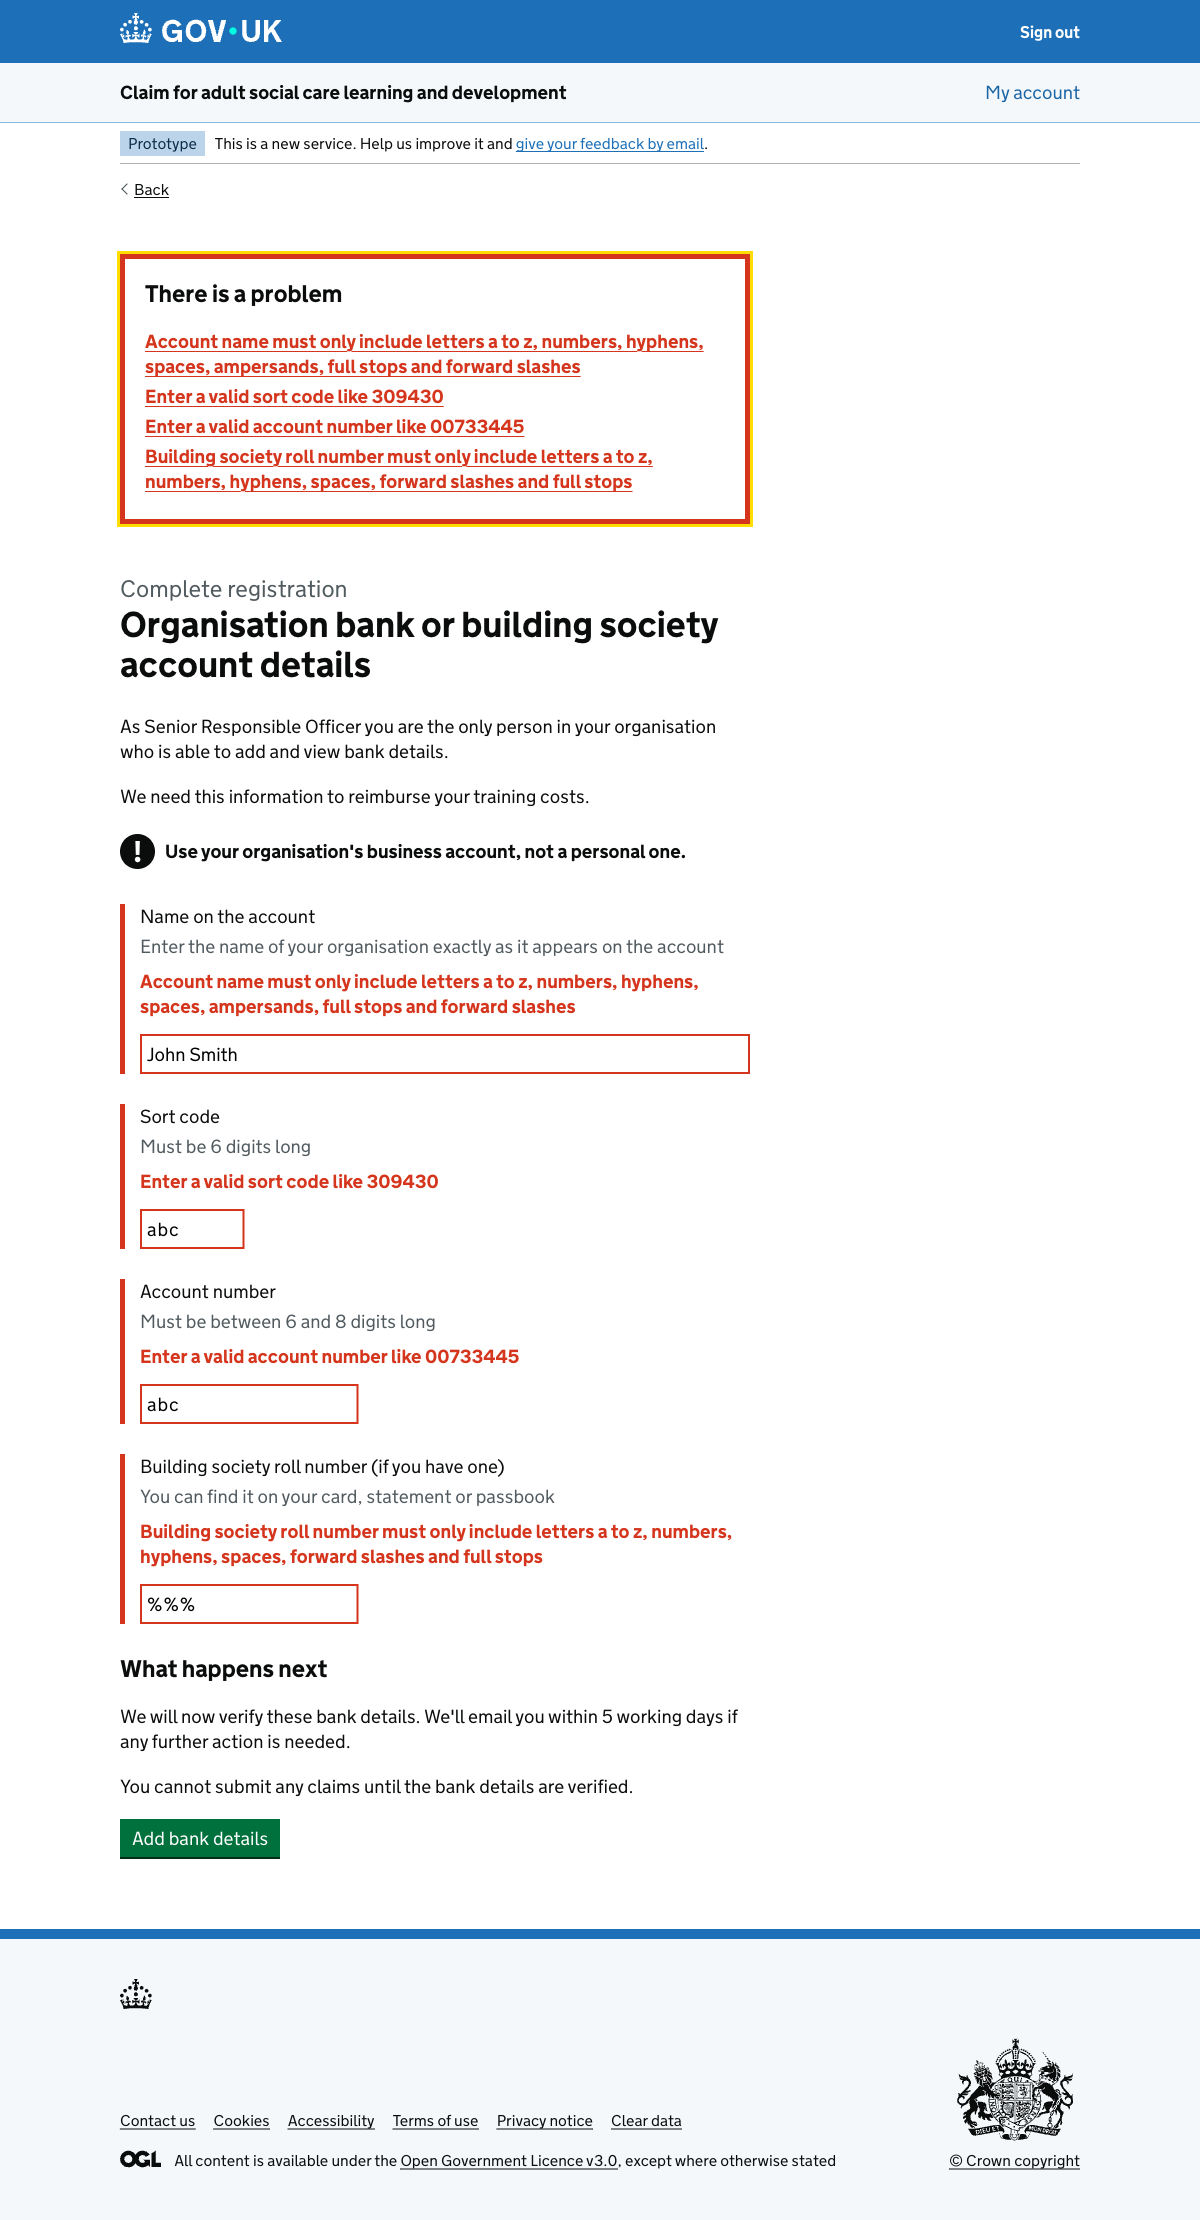 GOV·UK
Sign out
Claim for adult social care learning and development
My account
Prototype This is a new service. Help us improve it and give your feedback by email.
Back
There is a problem
Account name must only include letters a to z, numbers, hyphens,
spaces, ampersands, full stops and forward slashes
Enter a valid sort code like 309430
Enter a valid account number like 00733445
Building society roll number must only include letters a to z,
numbers, hyphens, spaces, forward slashes and full stops
Complete registration
Organisation bank or building society
account details
As Senior Responsible Officer you are the only person in your organisation
who is able to add and view bank details.
We need this information to reimburse your training costs.
! Use your organisation's business account, not a personal one.
Name on the account
Enter the name of your organisation exactly as it appears on the account
Account name must only include letters a to z, numbers, hyphens,
spaces, ampersands, full stops and forward slashes
John Smith
Sort code
Must be 6 digits long
Enter a valid sort code like 309430
abc
Account number
Must be between 6 and 8 digits long
Enter a valid account number like 00733445
abc
Building society roll number (if you have one)
You can find it on your card, statement or passbook
Building society roll number must only include letters a to z, numbers,
hyphens, spaces, forward slashes and full stops
%%%
What happens next
We will now verify these bank details. We'll email you within 5 working days if
any further action is needed.
You cannot submit any claims until the bank details are verified.
Add bank details
Contact us Cookies Accessibility Terms of use Privacy notice Clear data
OGL All content is available under the Open Government Licence v3.0, except where otherwise stated
© Crown copyright